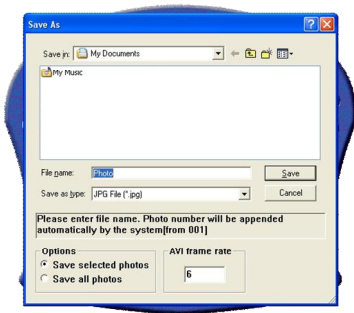 Save As
Save in: My Documents
My Music
File name: Photo Save
Save as type: JPG File (*.jpg) Cancel
Please enter file name. Photo number will be appended
automatically by the system[from 001]
Options AVI frame rate
Save selected photos
6
Save all photos